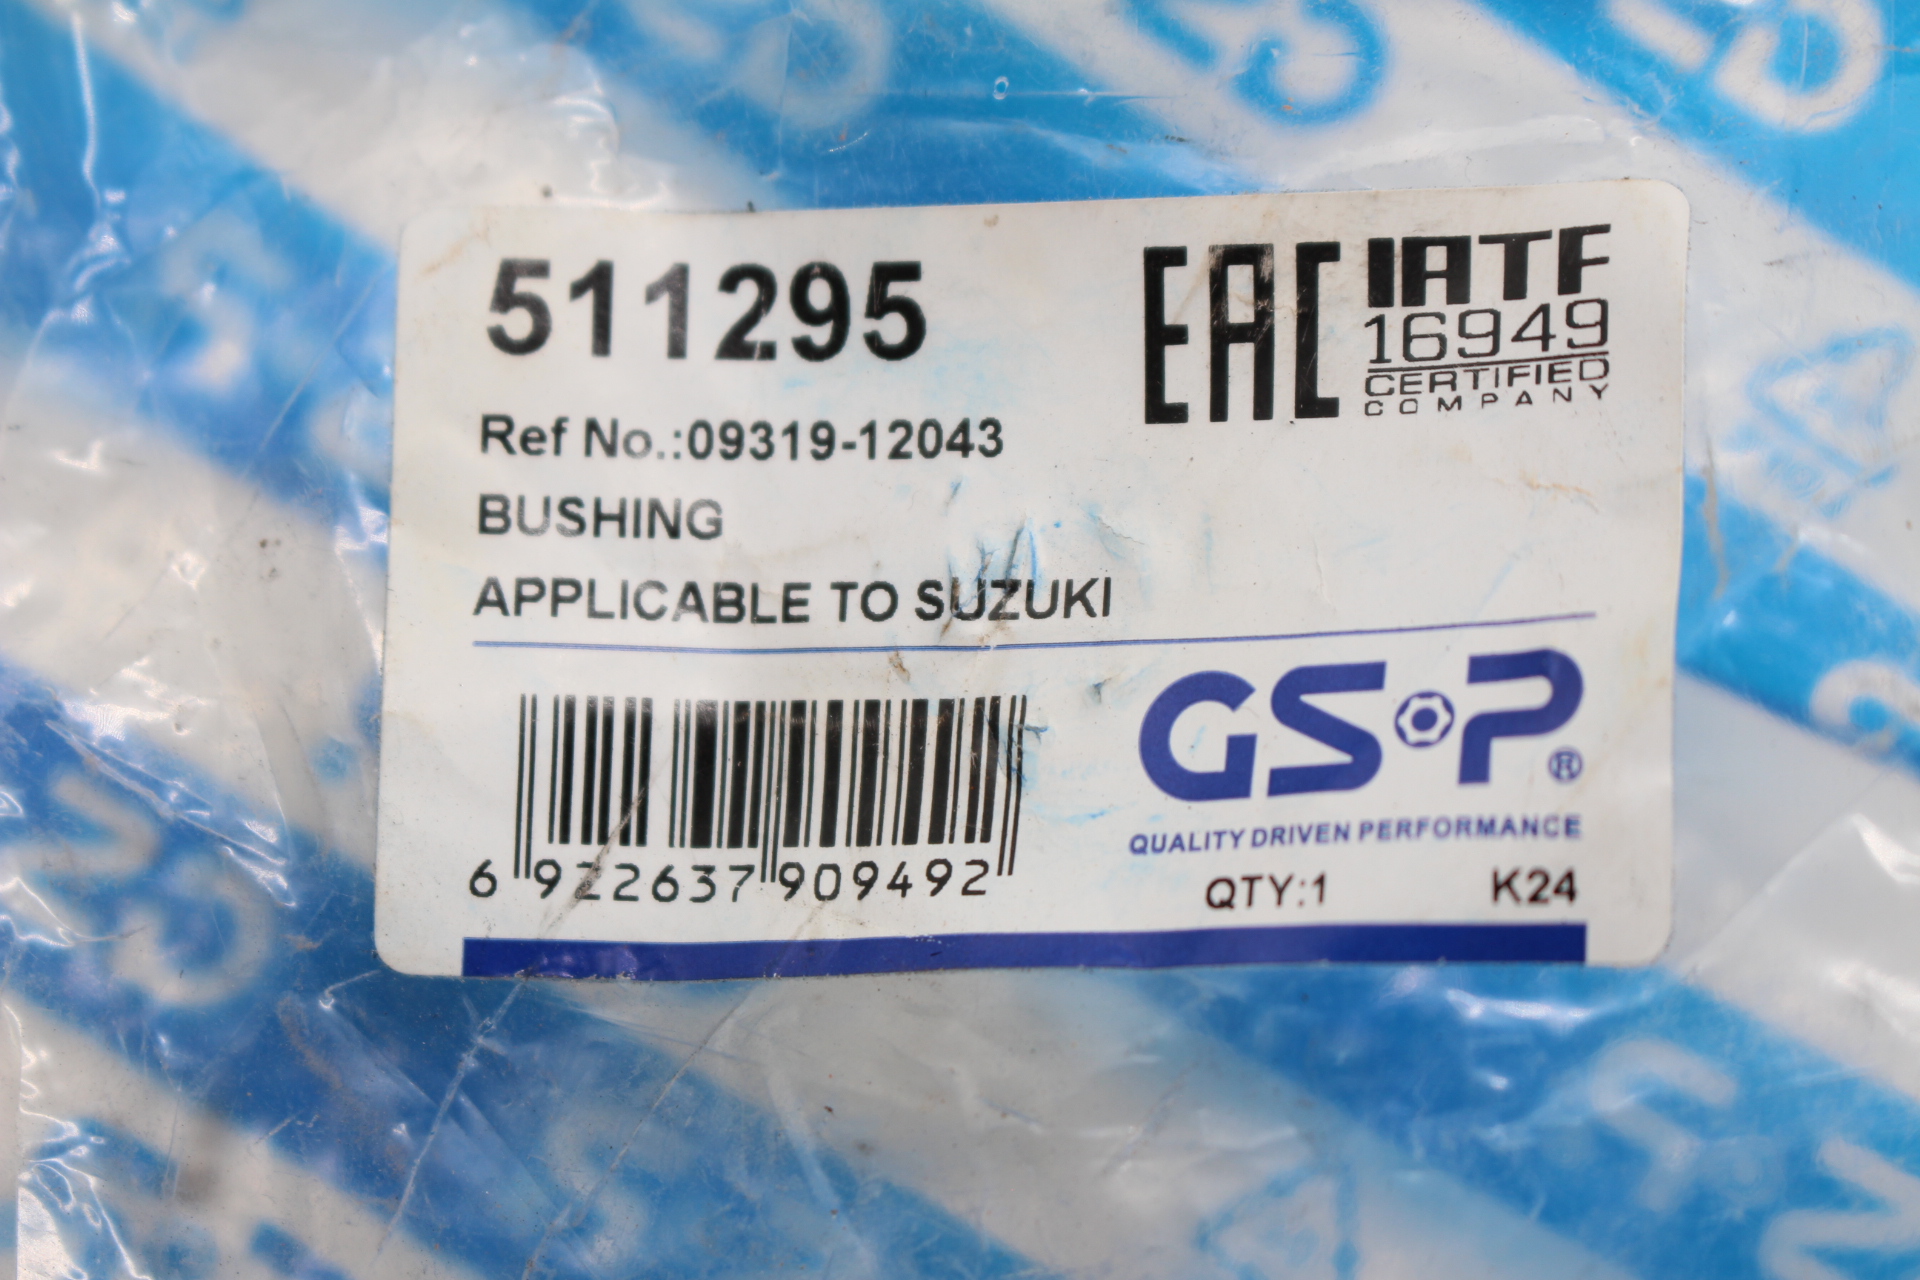 511295
EAC
IATF
16949
CERTIFIED
COMPANY
Ref No.:09319-12043
BUSHING
APPLICABLE TO SUZUKI
GS·P®
QUALITY DRIVEN PERFORMANCE
6 922637 909492
QTY:1 K24